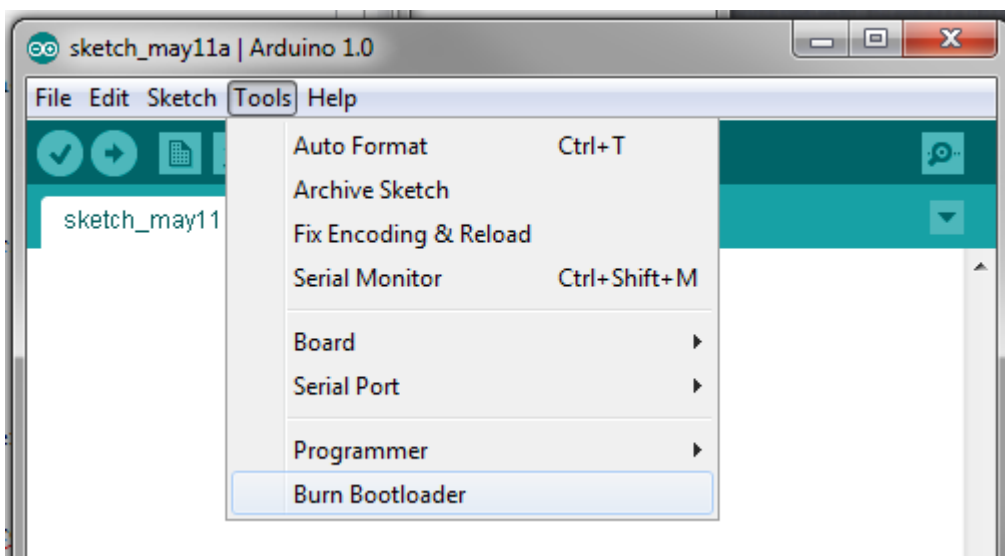 sketch_may11a | Arduino 1.0
File Edit Sketch Tools Help
Auto Format Ctrl+T
Archive Sketch
sketch_may11
Fix Encoding & Reload
Serial Monitor Ctrl+Shift+M
Board
Serial Port
Programmer
Burn Bootloader